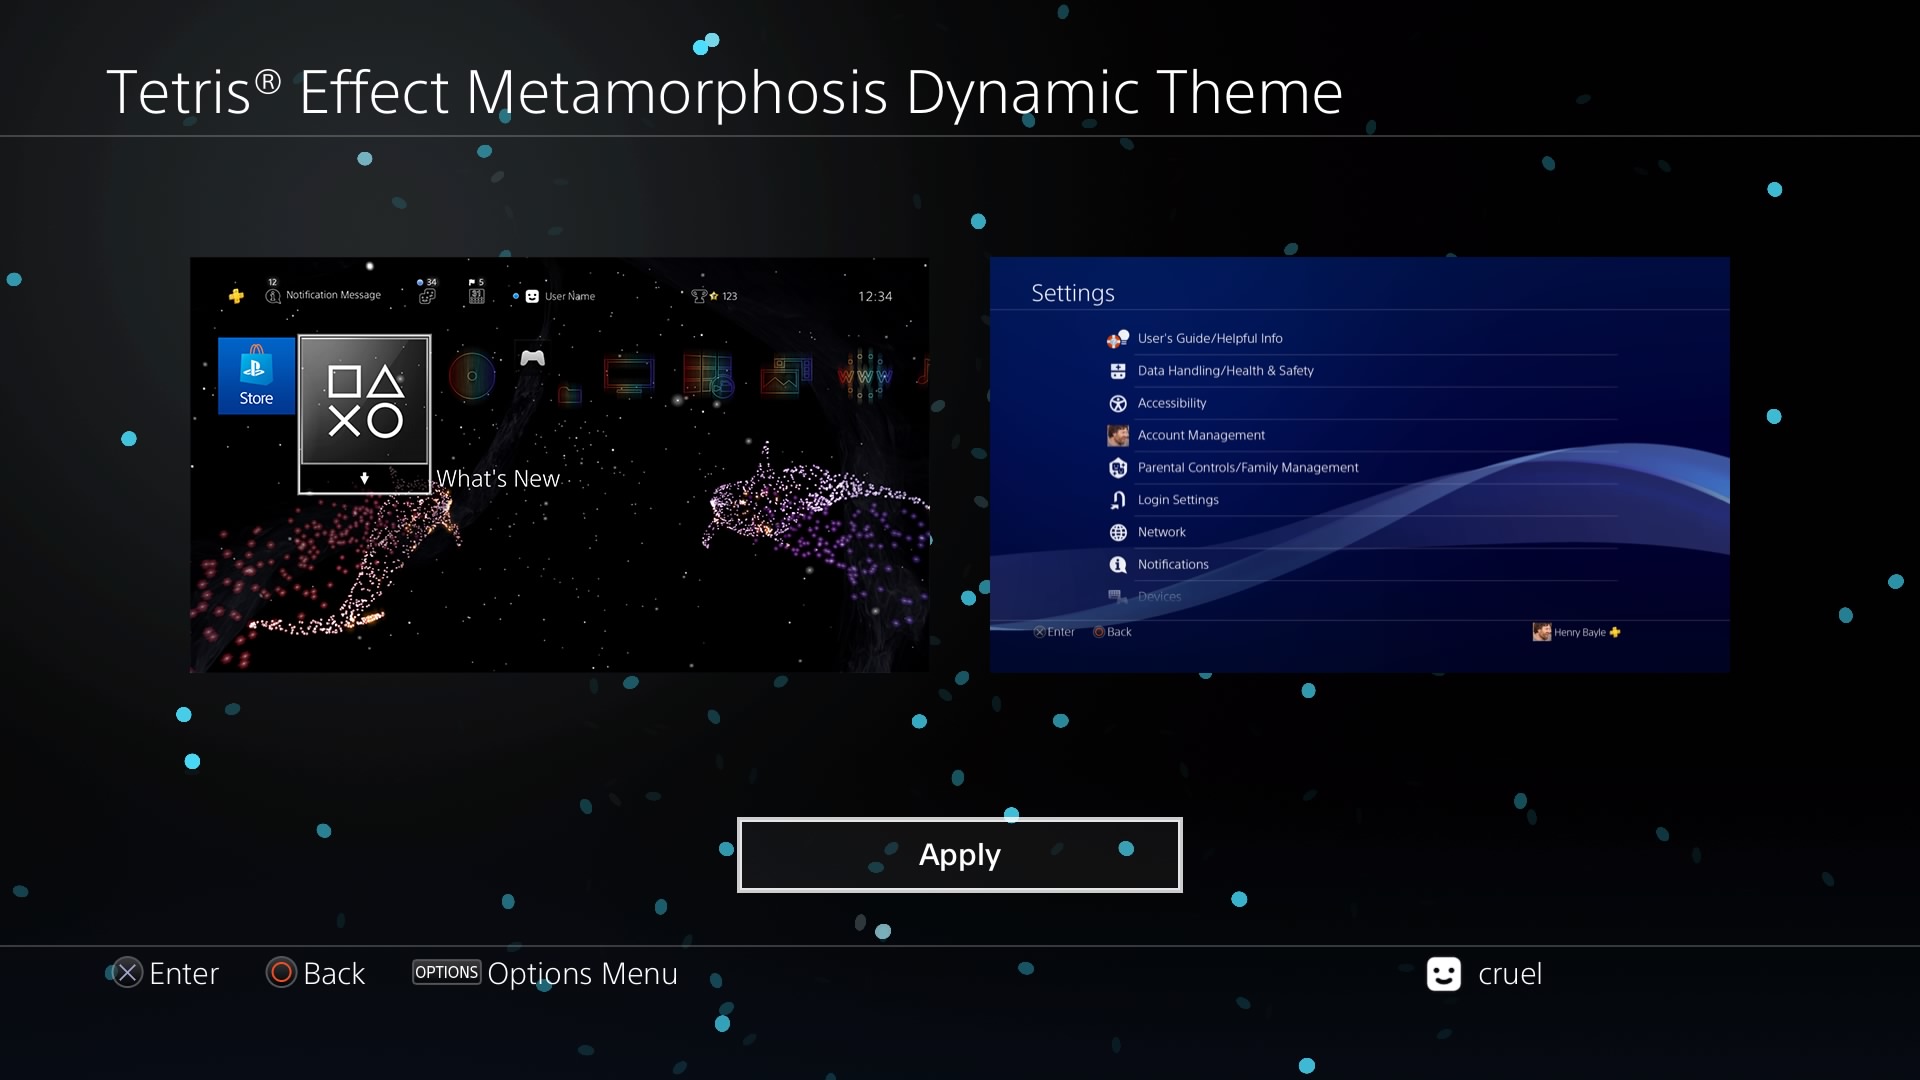 Tetris® Effect Metamorphosis Dynamic Theme
12
Notification Message
34
5
31
User Name
123
12:34
Store
WWW
What's New
Settings
User's Guide/Helpful Info
Data Handling/Health & Safety
Accessibility
Account Management
Parental Controls/Family Management
Login Settings
Network
Notifications
Devices
Enter
Back
Henry Bayle
Apply
Enter
Back
OPTIONS Options Menu
cruel